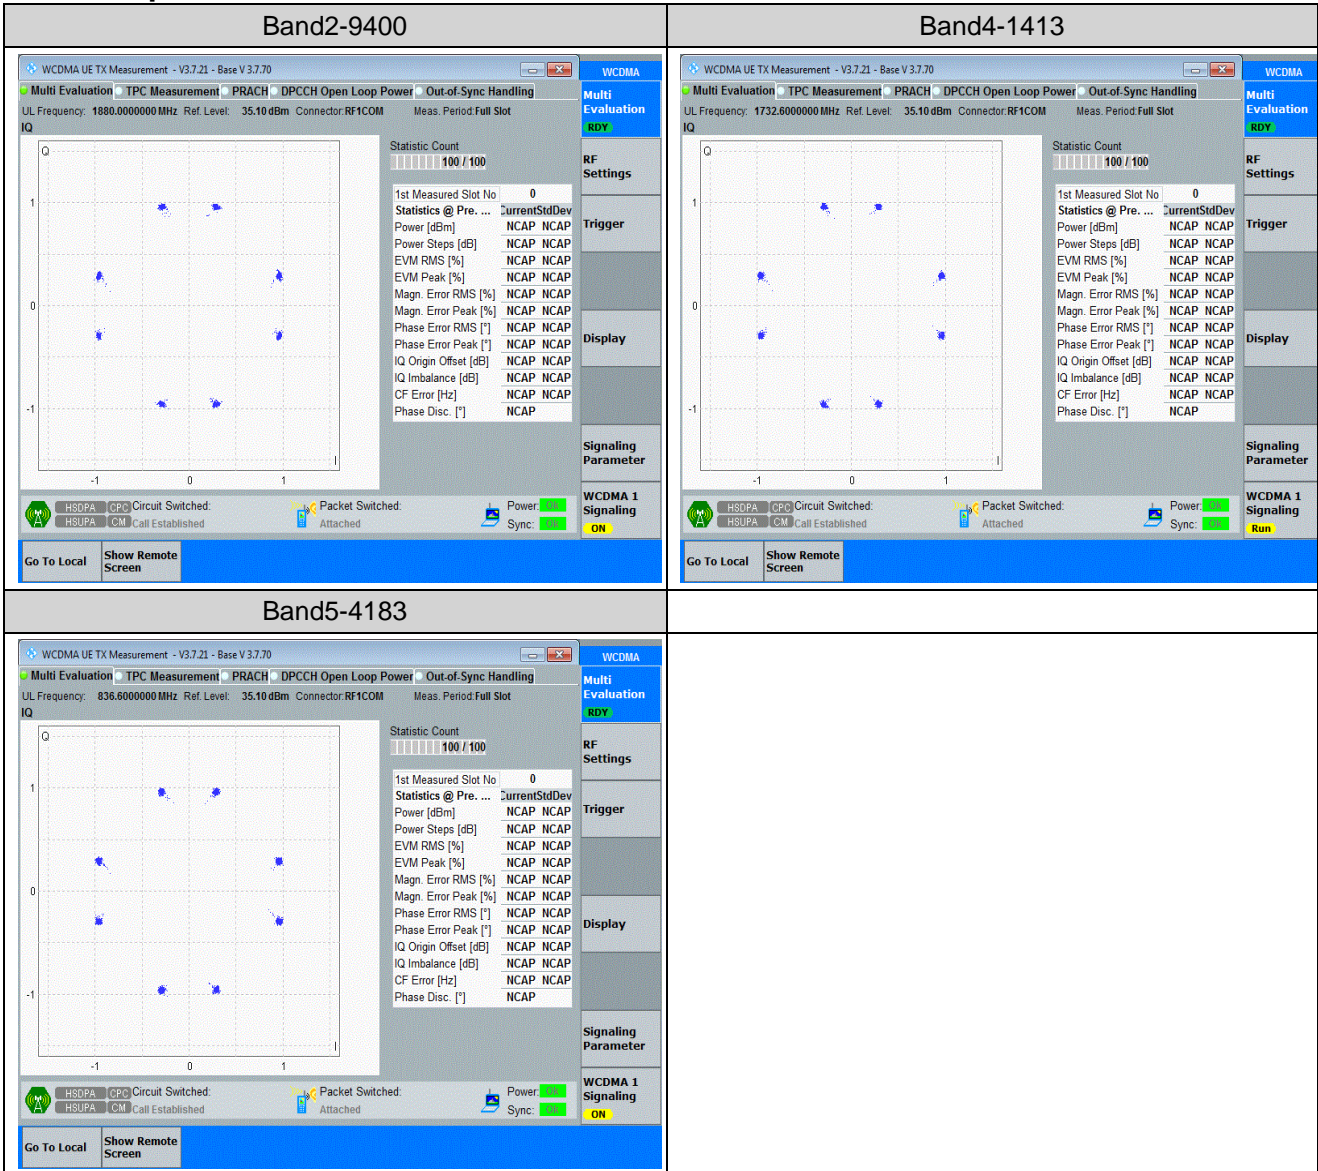 Band2-9400
Band4-1413
WCDMA UE TX Measurement - V3.7.21 - Base V 3.7.70
WCDMA
Multi Evaluation TPC Measurement PRACH DPCCH Open Loop Power Out-of-Sync Handling
Multi
Evaluation
RDY
UL Frequency: 1880.0000000 MHz Ref. Level: 35.10 dBm Connector: RF1COM Meas. Period: Full Slot
IQ
Q
1
0
-1
-1 0 1
I
Statistic Count
100 / 100
1st Measured Slot No 0
Statistics @ Pre. ... CurrentStdDev
Power [dBm] NCAP NCAP
Power Steps [dB] NCAP NCAP
EVM RMS [%] NCAP NCAP
EVM Peak [%] NCAP NCAP
Magn. Error RMS [%] NCAP NCAP
Magn. Error Peak [%] NCAP NCAP
Phase Error RMS [°] NCAP NCAP
Phase Error Peak [°] NCAP NCAP
IQ Origin Offset [dB] NCAP NCAP
IQ Imbalance [dB] NCAP NCAP
CF Error [Hz] NCAP NCAP
Phase Disc. [°] NCAP
RF
Settings
Trigger
Display
Signaling
Parameter
WCDMA 1
Signaling
ON
HSDPA CPC Circuit Switched: Packet Switched: Power: OK
HSUPA CM Call Established Attached Sync: OK
Go To Local
Show Remote
Screen
WCDMA UE TX Measurement - V3.7.21 - Base V 3.7.70
WCDMA
Multi Evaluation TPC Measurement PRACH DPCCH Open Loop Power Out-of-Sync Handling
Multi
Evaluation
RDY
UL Frequency: 1732.6000000 MHz Ref. Level: 35.10 dBm Connector: RF1COM Meas. Period: Full Slot
IQ
Q
1
0
-1
-1 0 1
I
Statistic Count
100 / 100
1st Measured Slot No 0
Statistics @ Pre. ... CurrentStdDev
Power [dBm] NCAP NCAP
Power Steps [dB] NCAP NCAP
EVM RMS [%] NCAP NCAP
EVM Peak [%] NCAP NCAP
Magn. Error RMS [%] NCAP NCAP
Magn. Error Peak [%] NCAP NCAP
Phase Error RMS [°] NCAP NCAP
Phase Error Peak [°] NCAP NCAP
IQ Origin Offset [dB] NCAP NCAP
IQ Imbalance [dB] NCAP NCAP
CF Error [Hz] NCAP NCAP
Phase Disc. [°] NCAP
RF
Settings
Trigger
Display
Signaling
Parameter
WCDMA 1
Signaling
Run
HSDPA CPC Circuit Switched: Packet Switched: Power: OK
HSUPA CM Call Established Attached Sync: OK
Go To Local
Show Remote
Screen
Band5-4183
WCDMA UE TX Measurement - V3.7.21 - Base V 3.7.70
WCDMA
Multi Evaluation TPC Measurement PRACH DPCCH Open Loop Power Out-of-Sync Handling
Multi
Evaluation
RDY
UL Frequency: 836.6000000 MHz Ref. Level: 35.10 dBm Connector: RF1COM Meas. Period: Full Slot
IQ
Q
1
0
-1
-1 0 1
I
Statistic Count
100 / 100
1st Measured Slot No 0
Statistics @ Pre. ... CurrentStdDev
Power [dBm] NCAP NCAP
Power Steps [dB] NCAP NCAP
EVM RMS [%] NCAP NCAP
EVM Peak [%] NCAP NCAP
Magn. Error RMS [%] NCAP NCAP
Magn. Error Peak [%] NCAP NCAP
Phase Error RMS [°] NCAP NCAP
Phase Error Peak [°] NCAP NCAP
IQ Origin Offset [dB] NCAP NCAP
IQ Imbalance [dB] NCAP NCAP
CF Error [Hz] NCAP NCAP
Phase Disc. [°] NCAP
RF
Settings
Trigger
Display
Signaling
Parameter
WCDMA 1
Signaling
ON
HSDPA CPC Circuit Switched: Packet Switched: Power: OK
HSUPA CM Call Established Attached Sync: OK
Go To Local
Show Remote
Screen